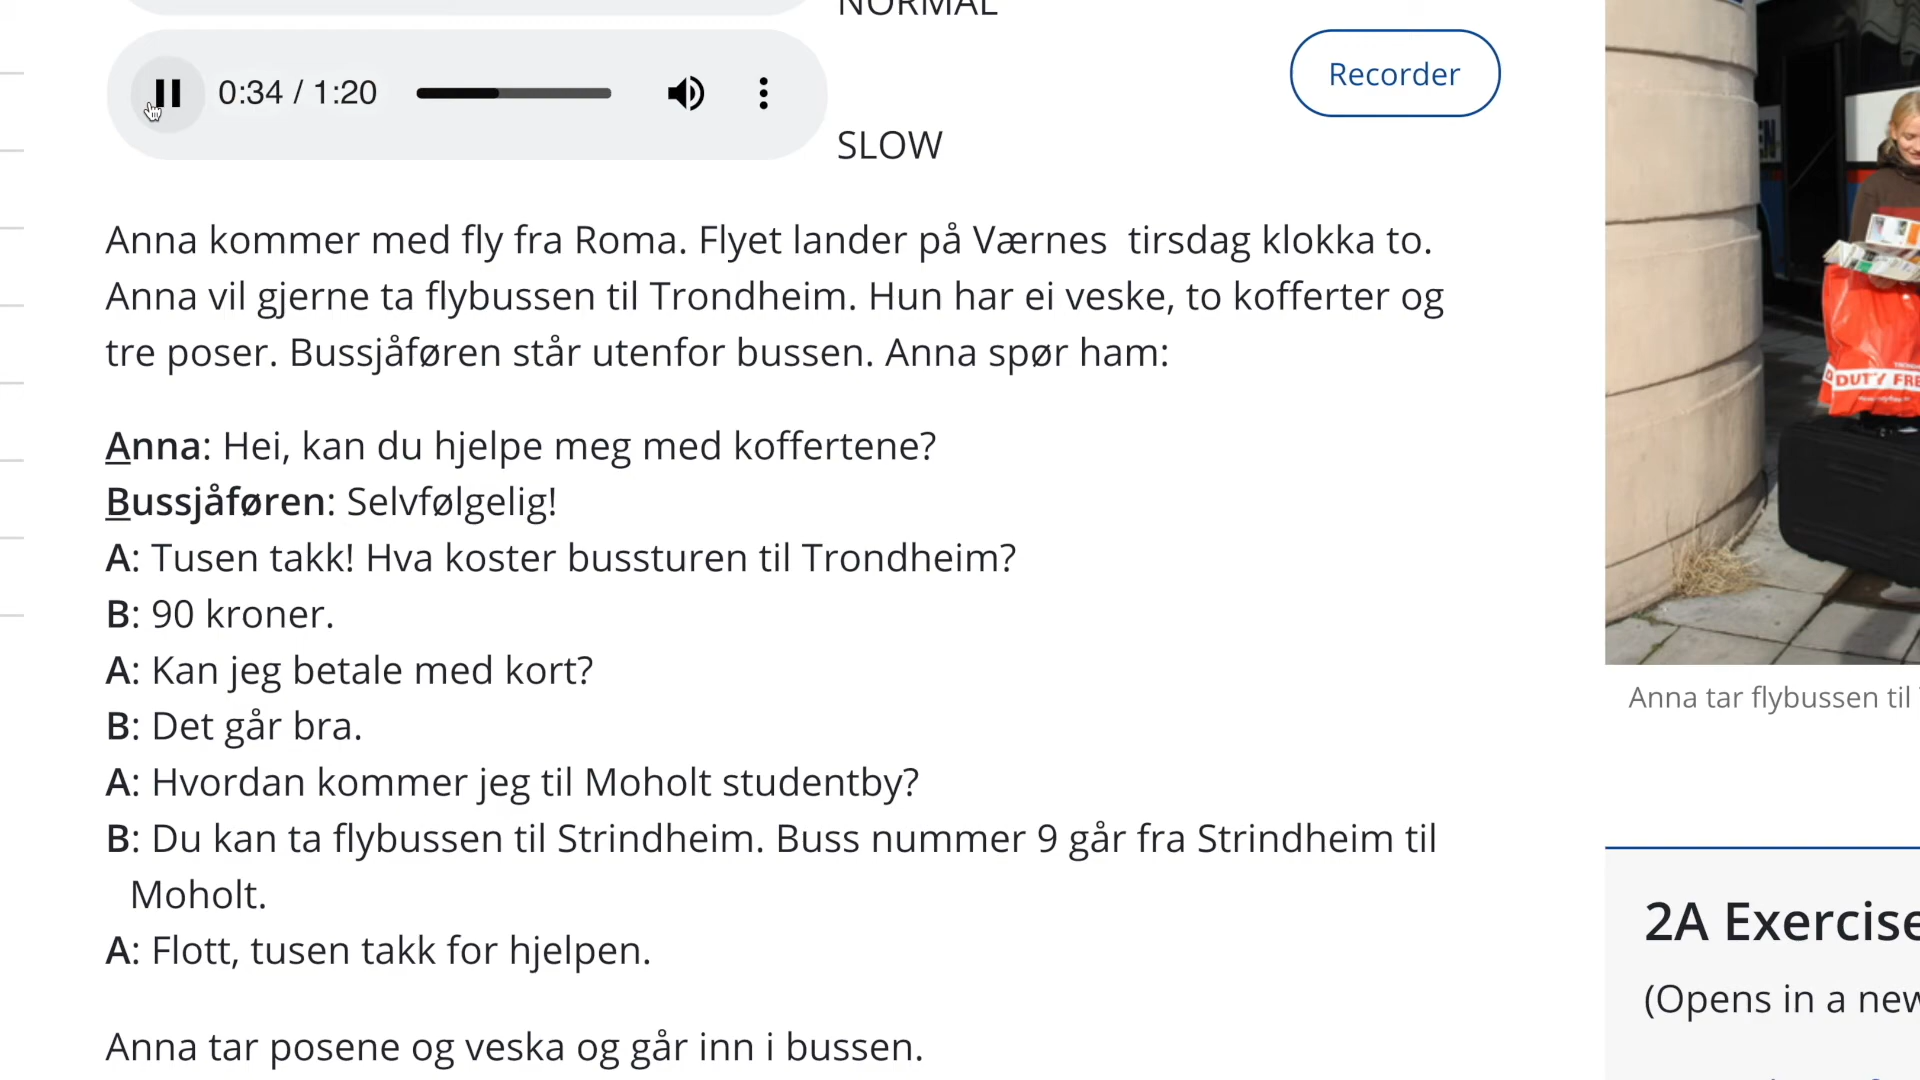 NORMAL
0:34 / 1:20
Recorder
SLOW
Anna kommer med fly fra Roma. Flyet lander på Værnes  tirsdag klokka to.
Anna vil gjerne ta flybussen til Trondheim. Hun har ei veske, to kofferter og
tre poser. Bussjåføren står utenfor bussen. Anna spør ham:
Anna: Hei, kan du hjelpe meg med koffertene?
Bussjåføren: Selvfølgelig!
A: Tusen takk! Hva koster bussturen til Trondheim?
B: 90 kroner.
A: Kan jeg betale med kort?
B: Det går bra.
A: Hvordan kommer jeg til Moholt studentby?
B: Du kan ta flybussen til Strindheim. Buss nummer 9 går fra Strindheim til
Moholt.
A: Flott, tusen takk for hjelpen.
Anna tar posene og veska og går inn i bussen.
DUTY FRE
Anna tar flybussen til
2A Exercise
(Opens in a new